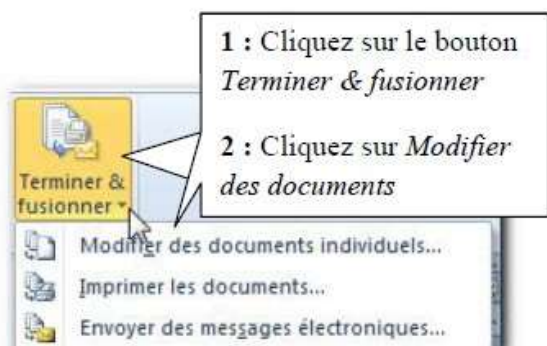 1 : Cliquez sur le bouton
Terminer & fusionner
2 : Cliquez sur Modifier
des documents
Terminer &
fusionner
Modifier des documents individuels...
Imprimer les documents...
Envoyer des messages électroniques...